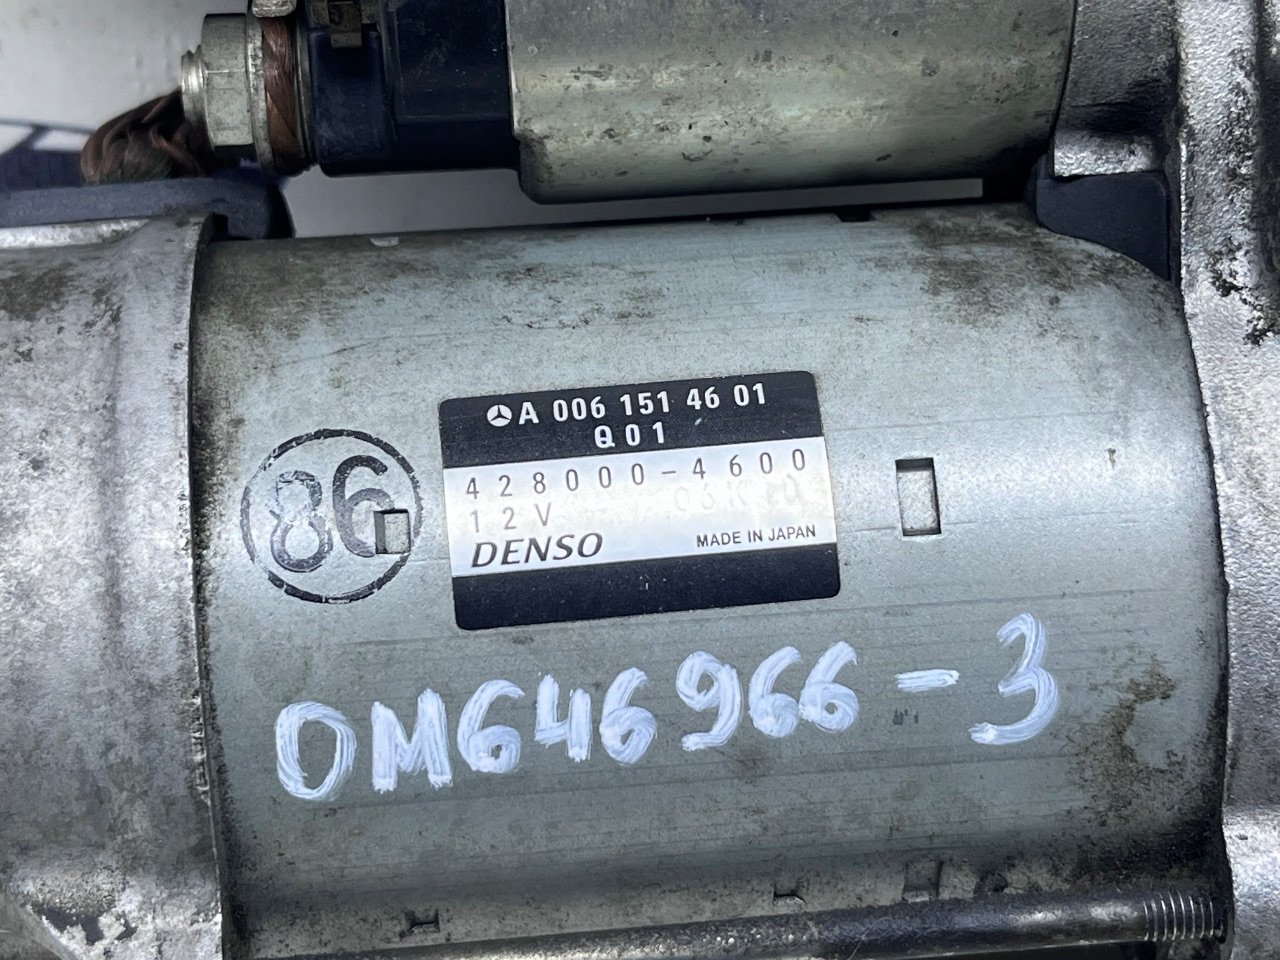 A 006 151 46 01
Q01
428000-4600
12V
DENSO MADE IN JAPAN
86
OM646966-3